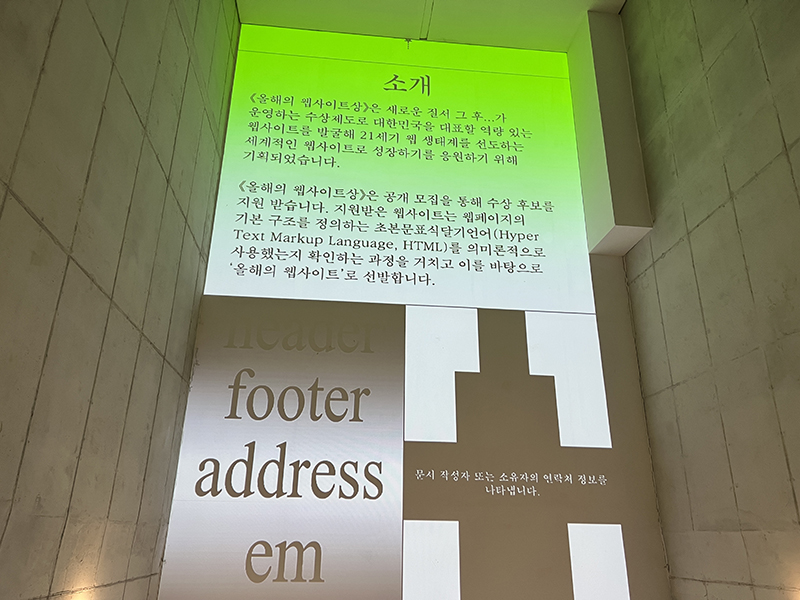 소개
《올해의 웹사이트상》은 새로운 질서 그 후...가
운영하는 수상제도로 대한민국을 대표할 역량 있는
웹사이트를 발굴해 21세기 웹 생태계를 선도하는
세계적인 웹사이트로 성장하기를 응원하기 위해
기획되었습니다.
《올해의 웹사이트상》은 공개 모집을 통해 수상 후보를
지원 받습니다. 지원받은 웹사이트는 웹페이지의
기본 구조를 정의하는 초본문표식달기언어(Hyper
Text Markup Language, HTML)를 의미론적으로
사용했는지 확인하는 과정을 거치고 이를 바탕으로
‘올해의 웹사이트’로 선발합니다.
header
footer
address
em
문서 작성자 또는 소유자의 연락처 정보를
나타냅니다.